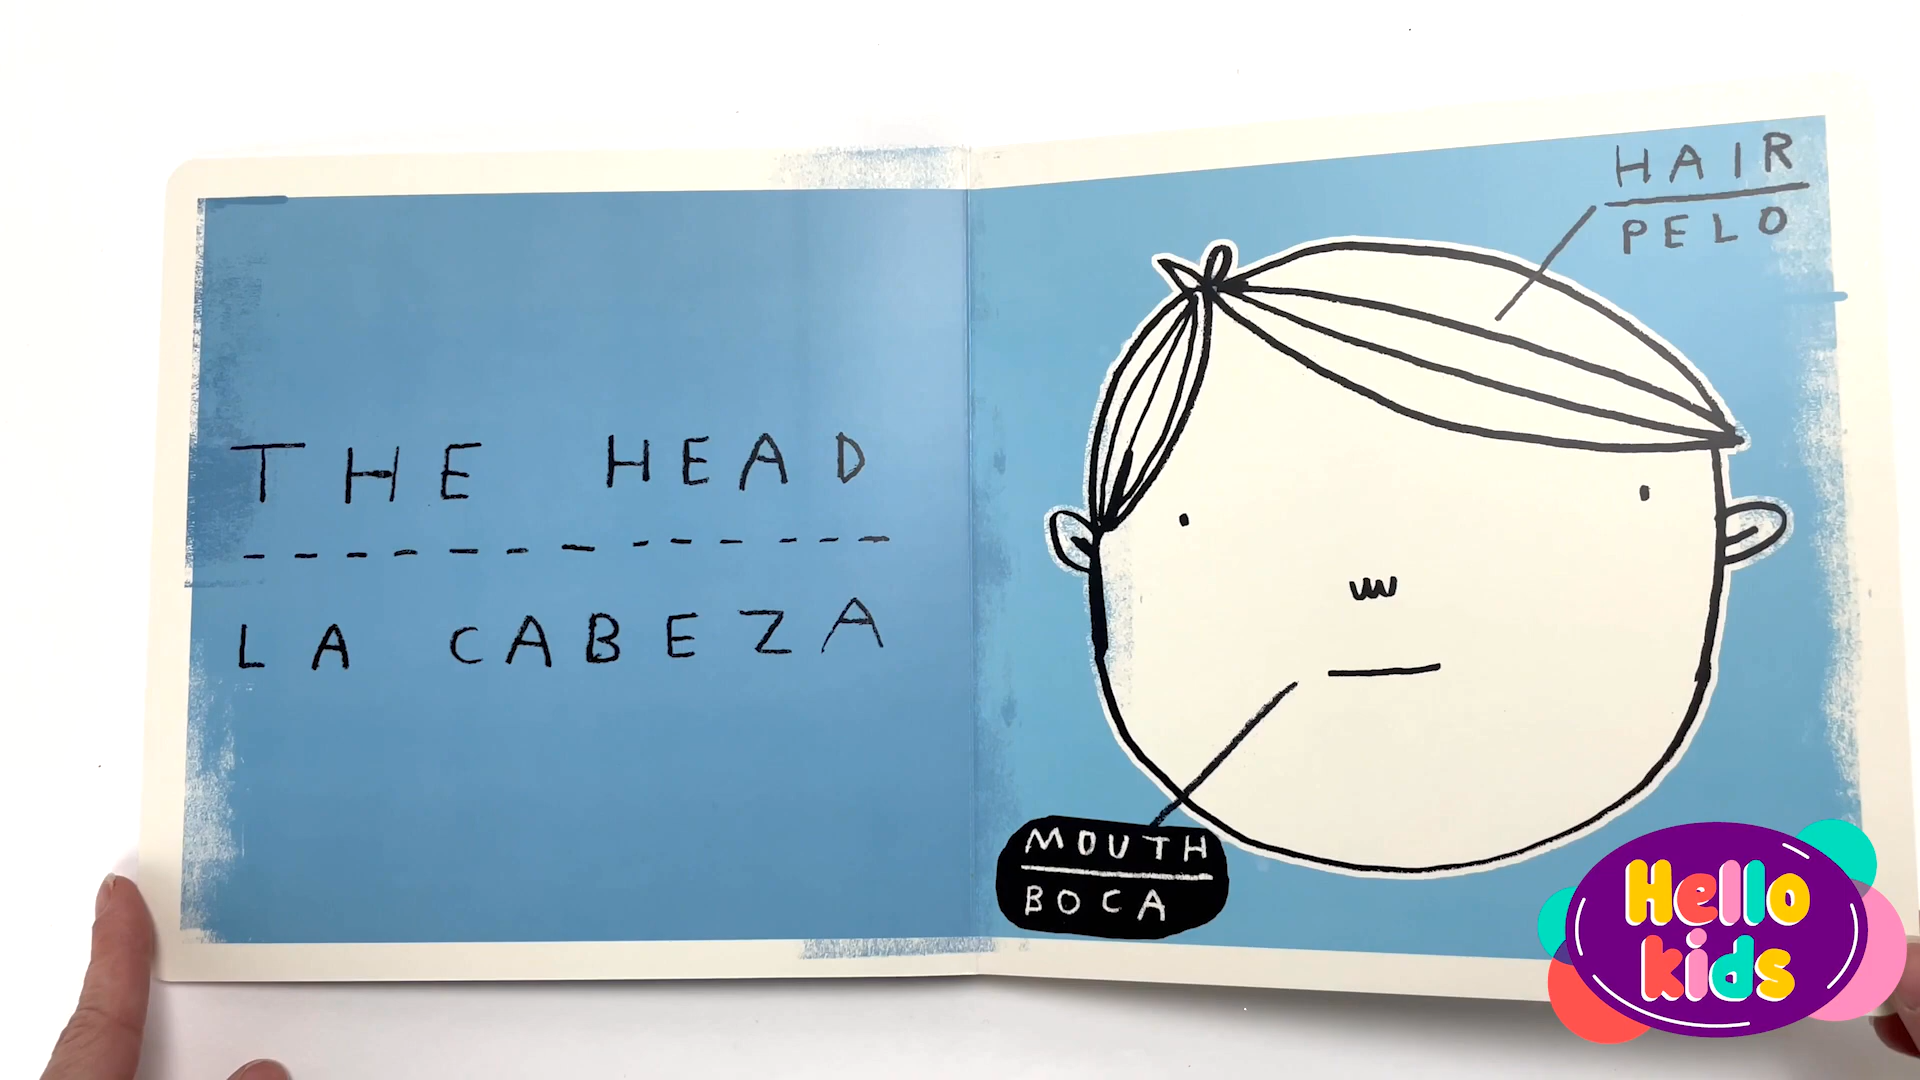 THE HEAD
LA CABEZA
HAIR
PELO
MOUTH
BOCA
Hello
kids